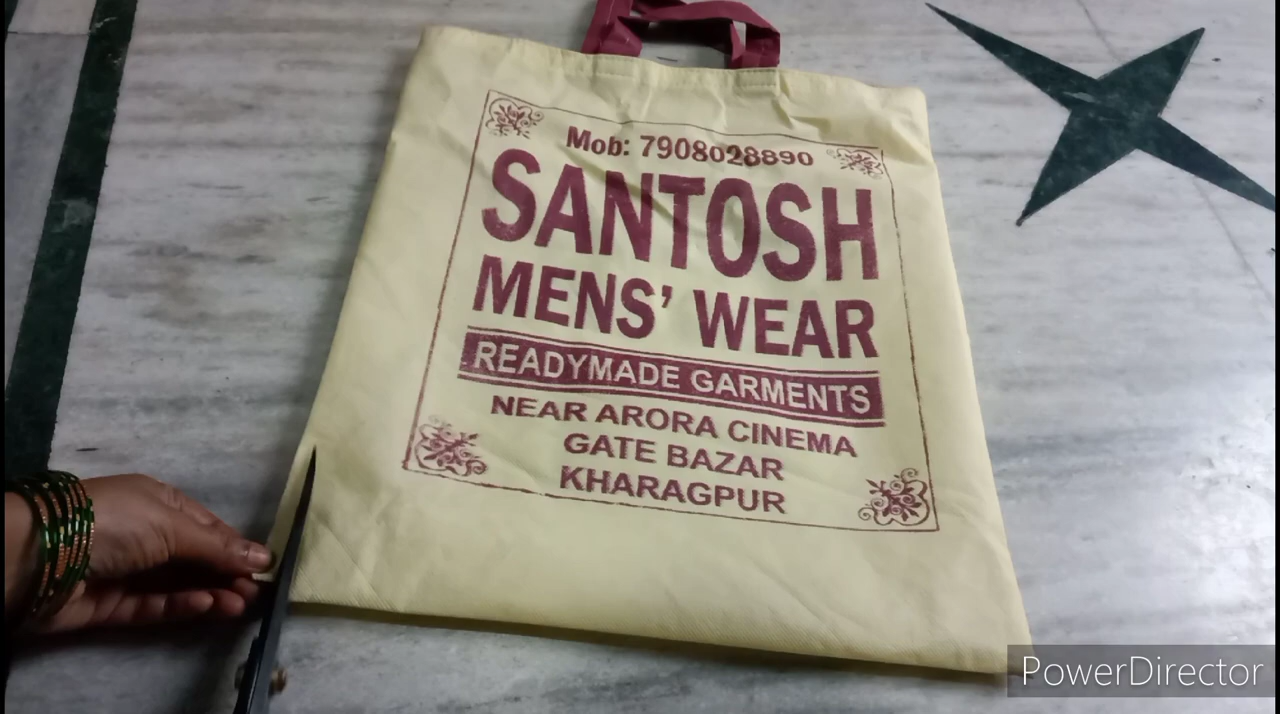 Mob: 7908028890
SANTOSH
MENS' WEAR
READYMADE GARMENTS
NEAR ARORA CINEMA
GATE BAZAR
KHARAGPUR
PowerDirector